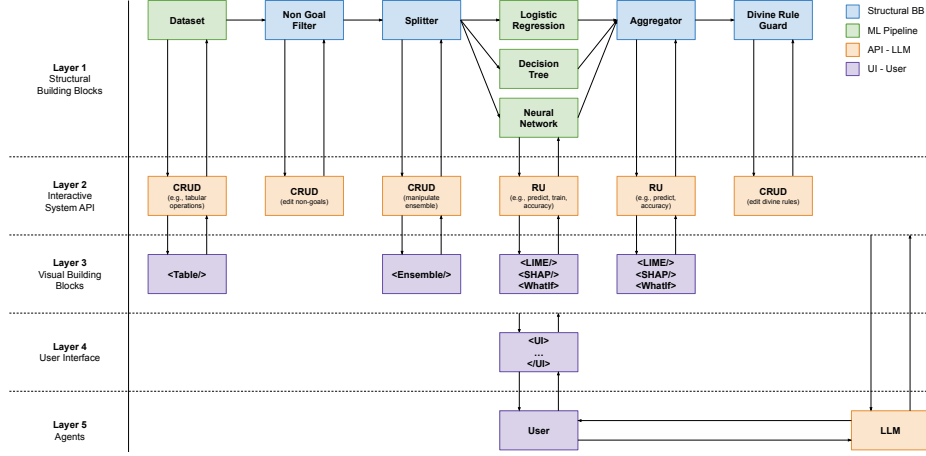 Dataset
Non Goal
Filter
Splitter
Logistic
Regression
Aggregator
Divine Rule
Guard
Structural BB
ML Pipeline
API - LLM
UI - User
Layer 1
Structural
Building Blocks
Decision
Tree
Neural
Network
Layer 2
Interactive
System API
CRUD
(e.g., tabular
operations)
CRUD
(edit non-goals)
CRUD
(manipulate
ensemble)
RU
(e.g., predict, train,
accuracy)
RU
(e.g., predict,
accuracy)
CRUD
(edit divine rules)
Layer 3
Visual Building
Blocks
<Table/>
<Ensemble/>
<LIME/>
<SHAP/>
<WhatIf>
<LIME/>
<SHAP/>
<WhatIf>
Layer 4
User Interface
<UI>
...
</UI>
Layer 5
Agents
User
LLM